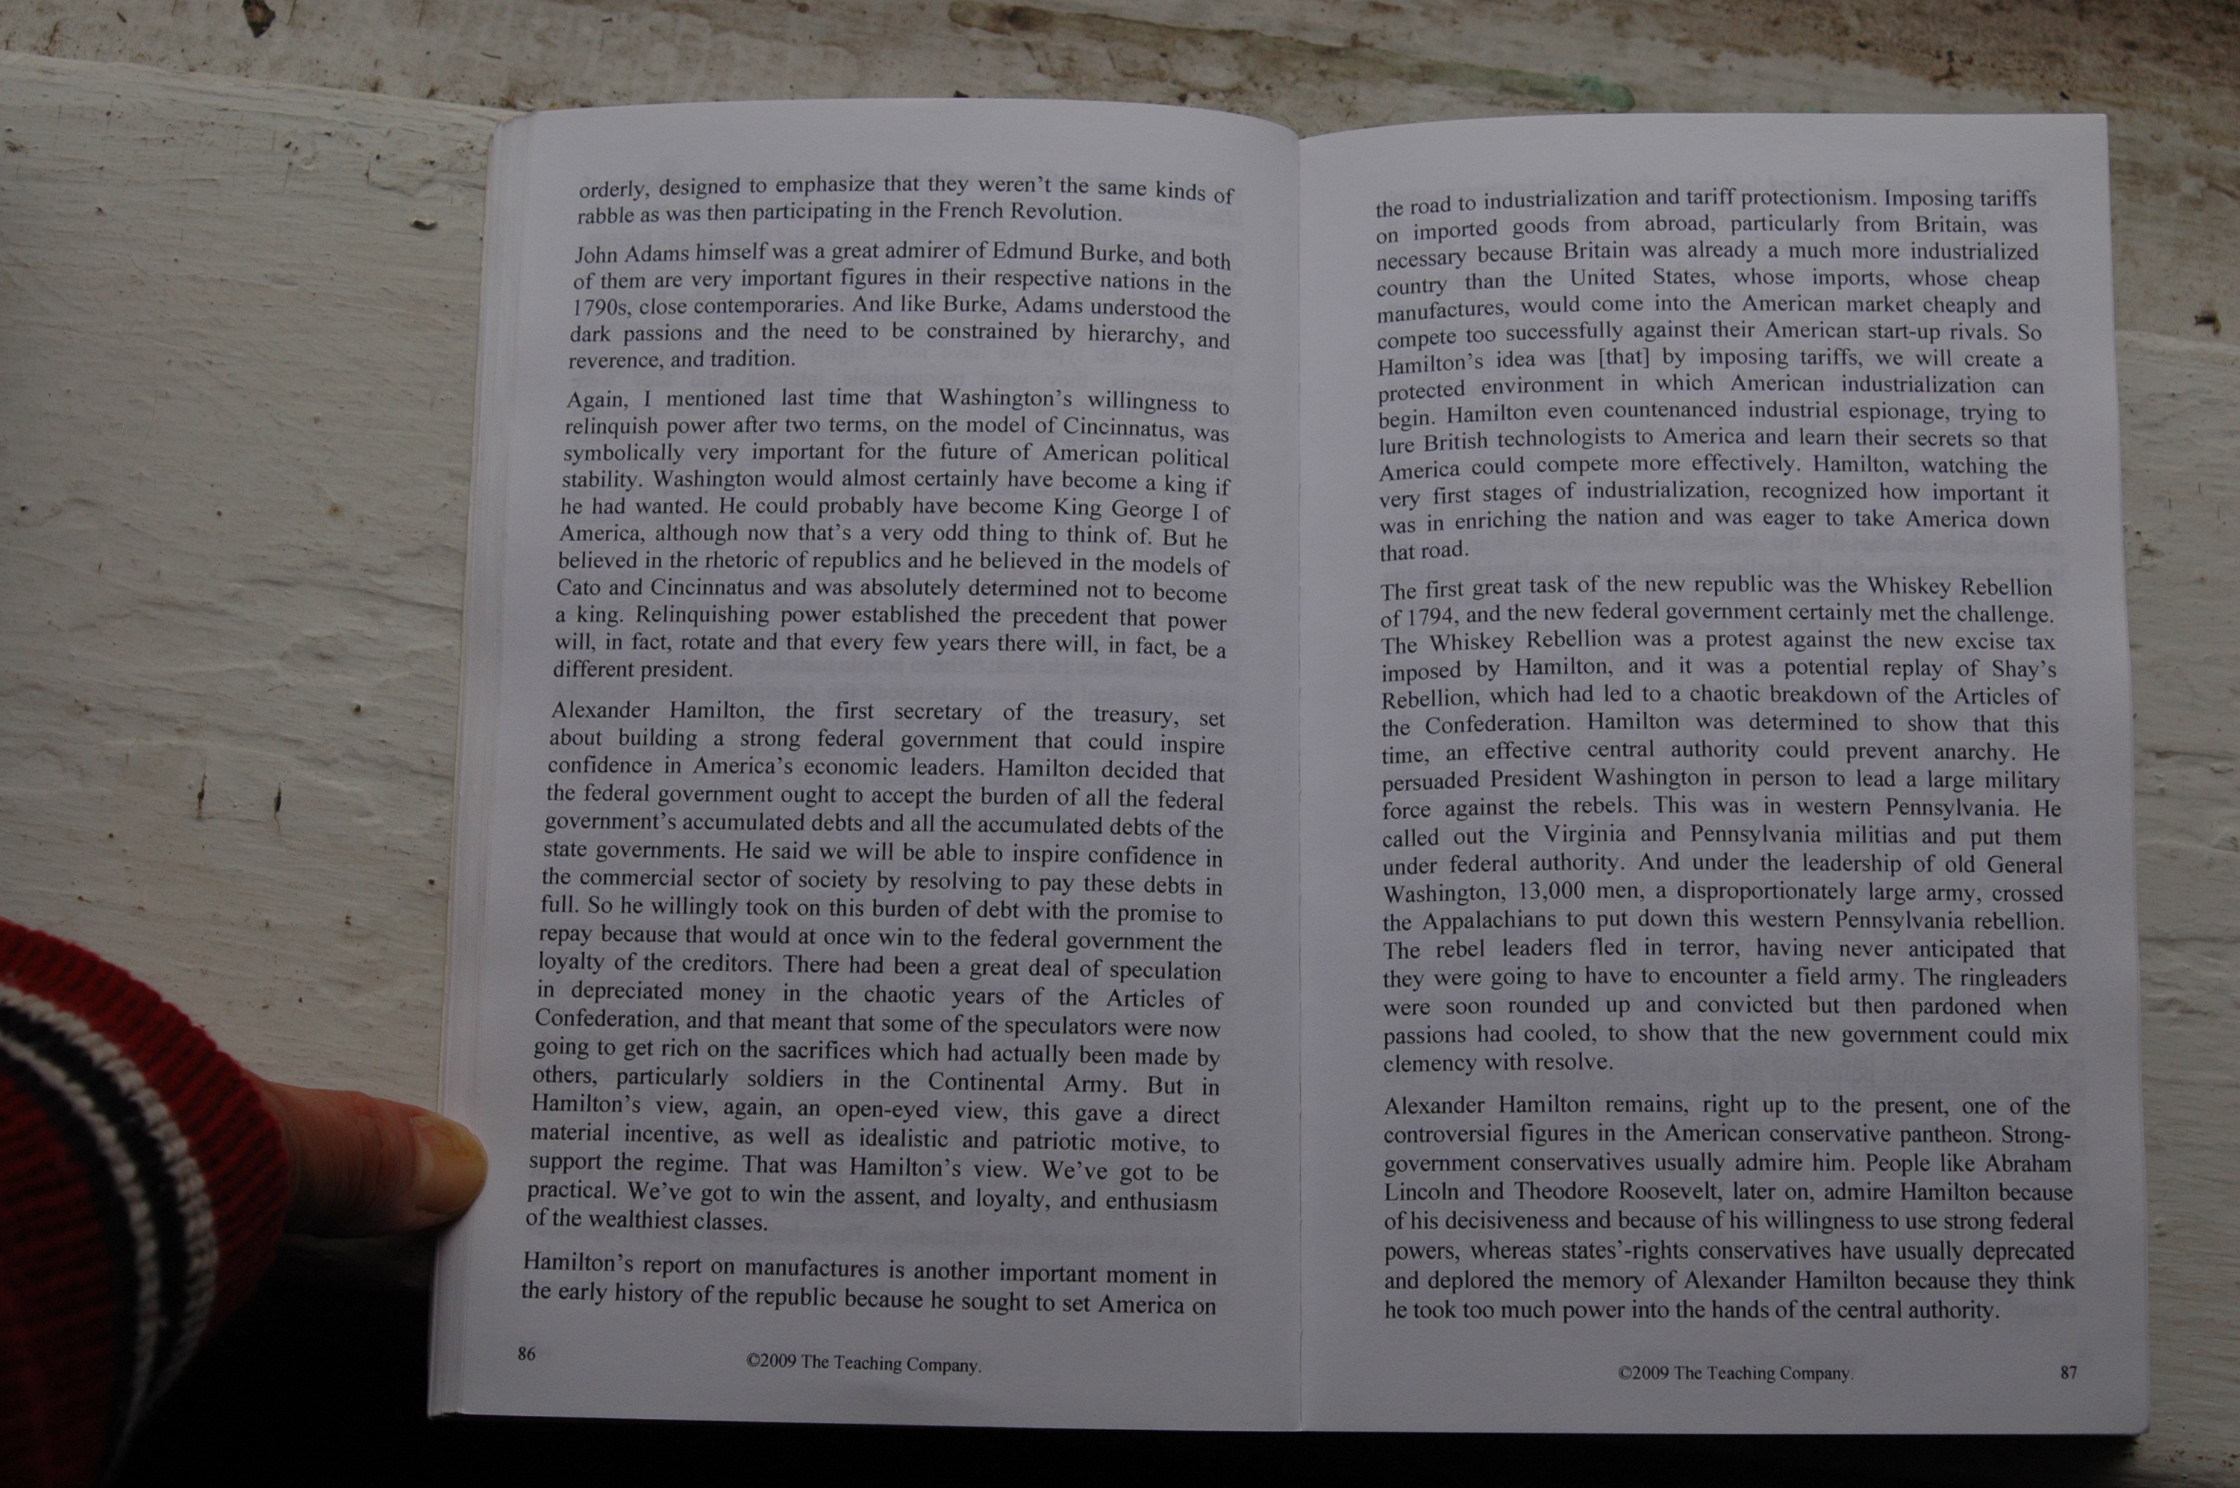 orderly, designed to emphasize that they weren't the same kinds of
rabble as was then participating in the French Revolution.
John Adams himself was a great admirer of Edmund Burke, and both
of them are very important figures in their respective nations in the
1790s, close contemporaries. And like Burke, Adams understood the
dark passions and the need to be constrained by hierarchy, and
reverence, and tradition.
Again, I mentioned last time that Washington's willingness to
relinquish power after two terms, on the model of Cincinnatus, was
symbolically very important for the future of American political
stability. Washington would almost certainly have become a king if
he had wanted. He could probably have become King George I of
America, although now that's a very odd thing to think of. But he
believed in the rhetoric of republics and he believed in the models of
Cato and Cincinnatus and was absolutely determined not to become
a king. Relinquishing power established the precedent that power
will, in fact, rotate and that every few years there will, in fact, be a
different president.
Alexander Hamilton, the first secretary of the treasury, set
about building a strong federal government that could inspire
confidence in America's economic leaders. Hamilton decided that
the federal government ought to accept the burden of all the federal
government's accumulated debts and all the accumulated debts of the
state governments. He said we will be able to inspire confidence in
the commercial sector of society by resolving to pay these debts in
full. So he willingly took on this burden of debt with the promise to
repay because that would at once win to the federal government the
loyalty of the creditors. There had been a great deal of speculation
in depreciated money in the chaotic years of the Articles of
Confederation, and that meant that some of the speculators were now
going to get rich on the sacrifices which had actually been made by
others, particularly soldiers in the Continental Army. But in
Hamilton's view, again, an open-eyed view, this gave a direct
material incentive, as well as idealistic and patriotic motive, to
support the regime. That was Hamilton's view. We've got to be
practical. We've got to win the assent, and loyalty, and enthusiasm
of the wealthiest classes.
Hamilton's report on manufactures is another important moment in
the early history of the republic because he sought to set America on
86
©2009 The Teaching Company.
the road to industrialization and tariff protectionism. Imposing tariffs
on imported goods from abroad, particularly from Britain, was
necessary because Britain was already a much more industrialized
country than the United States, whose imports, whose cheap
manufactures, would come into the American market cheaply and
compete too successfully against their American start-up rivals. So
Hamilton's idea was [that] by imposing tariffs, we will create a
protected environment in which American industrialization can
begin. Hamilton even countenanced industrial espionage, trying to
lure British technologists to America and learn their secrets so that
America could compete more effectively. Hamilton, watching the
very first stages of industrialization, recognized how important it
was in enriching the nation and was eager to take America down
that road.
The first great task of the new republic was the Whiskey Rebellion
of 1794, and the new federal government certainly met the challenge.
The Whiskey Rebellion was a protest against the new excise tax
imposed by Hamilton, and it was a potential replay of Shay's
Rebellion, which had led to a chaotic breakdown of the Articles of
the Confederation. Hamilton was determined to show that this
time, an effective central authority could prevent anarchy. He
persuaded President Washington in person to lead a large military
force against the rebels. This was in western Pennsylvania. He
called out the Virginia and Pennsylvania militias and put them
under federal authority. And under the leadership of old General
Washington, 13,000 men, a disproportionately large army, crossed
the Appalachians to put down this western Pennsylvania rebellion.
The rebel leaders fled in terror, having never anticipated that
they were going to have to encounter a field army. The ringleaders
were soon rounded up and convicted but then pardoned when
passions had cooled, to show that the new government could mix
clemency with resolve.
Alexander Hamilton remains, right up to the present, one of the
controversial figures in the American conservative pantheon. Strong-
government conservatives usually admire him. People like Abraham
Lincoln and Theodore Roosevelt, later on, admire Hamilton because
of his decisiveness and because of his willingness to use strong federal
powers, whereas states'-rights conservatives have usually deprecated
and deplored the memory of Alexander Hamilton because they think
he took too much power into the hands of the central authority.
©2009 The Teaching Company.
87